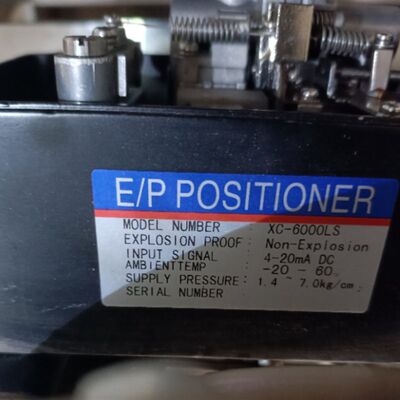 E/P POSITIONER
MODEL NUMBER : XC-6000LS
EXPLOSION PROOF : Non-Explosion
INPUT SIGNAL : 4-20mA DC
AMBIENTTEMP : -20 - 60
SUPPLY PRESSURE : 1.4 ~ 7.0kg/cm
SERIAL NUMBER :